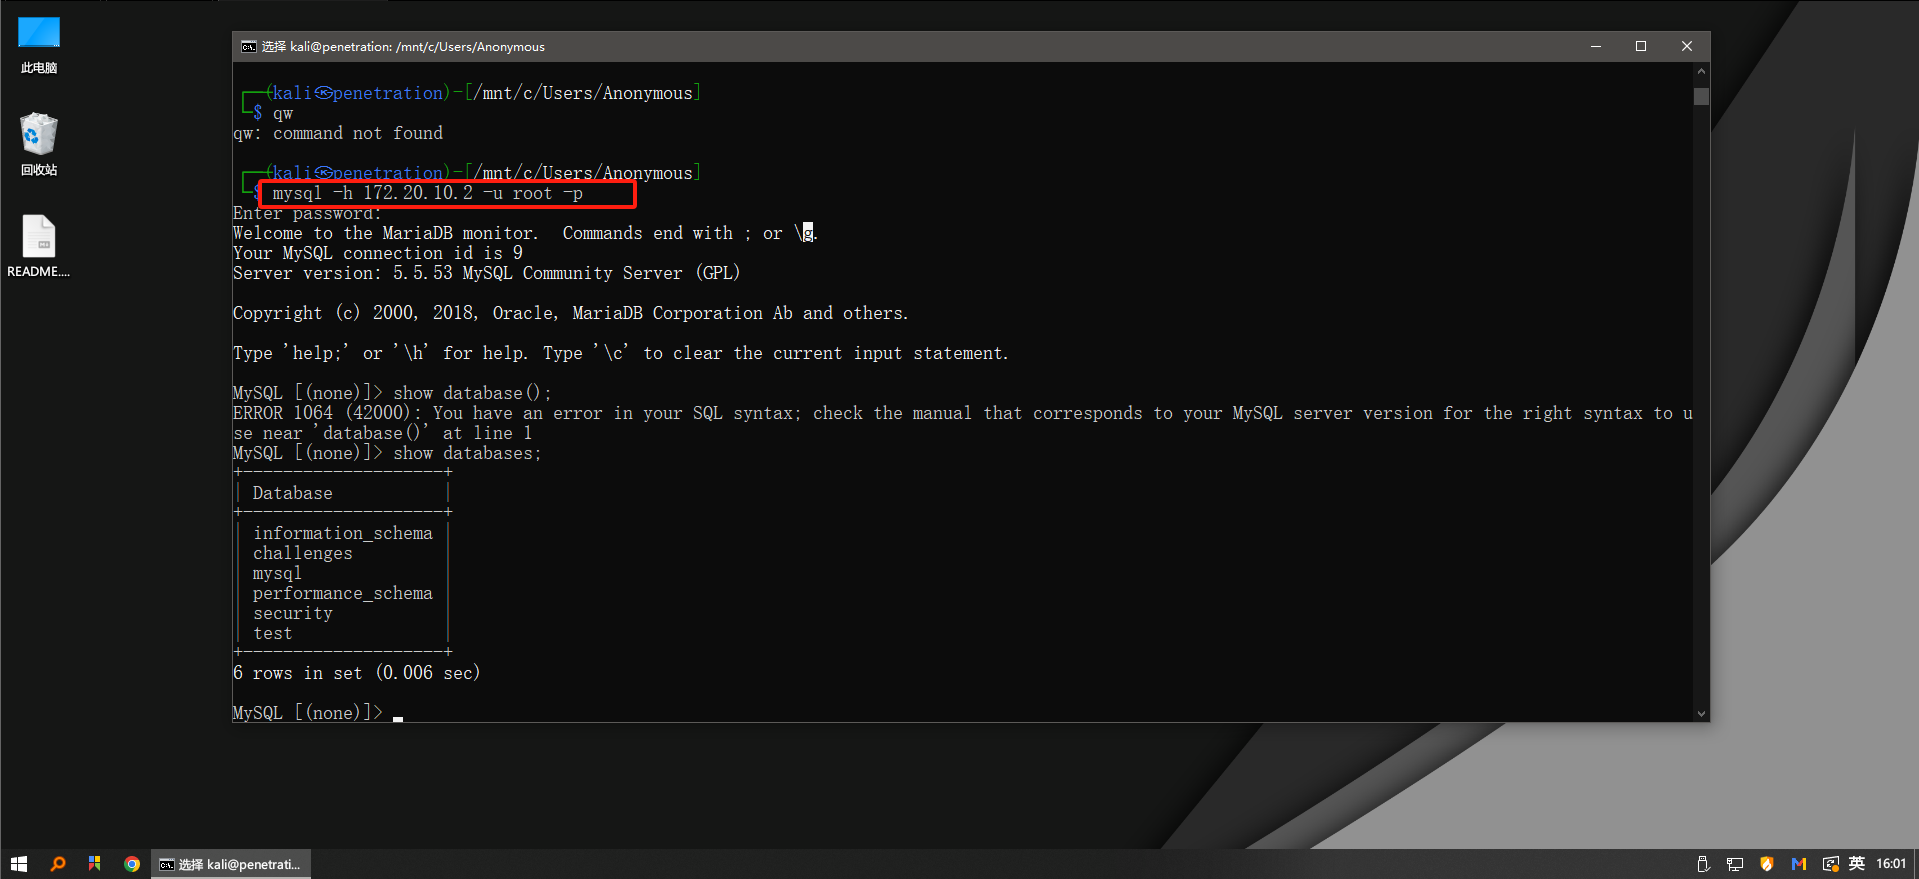 此电脑
回收站
README....
选择 kali@penetration: /mnt/c/Users/Anonymous
(kali㉿penetration)-[/mnt/c/Users/Anonymous]
$ qw
qw: command not found
(kali㉿penetration)-[/mnt/c/Users/Anonymous]
$ mysql -h 172.20.10.2 -u root -p
Enter password:
Welcome to the MariaDB monitor.  Commands end with ; or \g.
Your MySQL connection id is 9
Server version: 5.5.53 MySQL Community Server (GPL)
Copyright (c) 2000, 2018, Oracle, MariaDB Corporation Ab and others.
Type 'help;' or '\h' for help. Type '\c' to clear the current input statement.
MySQL [(none)]> show database();
ERROR 1064 (42000): You have an error in your SQL syntax; check the manual that corresponds to your MySQL server version for the right syntax to u
se near 'database()' at line 1
MySQL [(none)]> show databases;
+--------------------+
| Database           |
+--------------------+
| information_schema |
| challenges         |
| mysql              |
| performance_schema |
| security           |
| test               |
+--------------------+
6 rows in set (0.006 sec)
MySQL [(none)]>
选择 kali@penetrati...
英
16:01